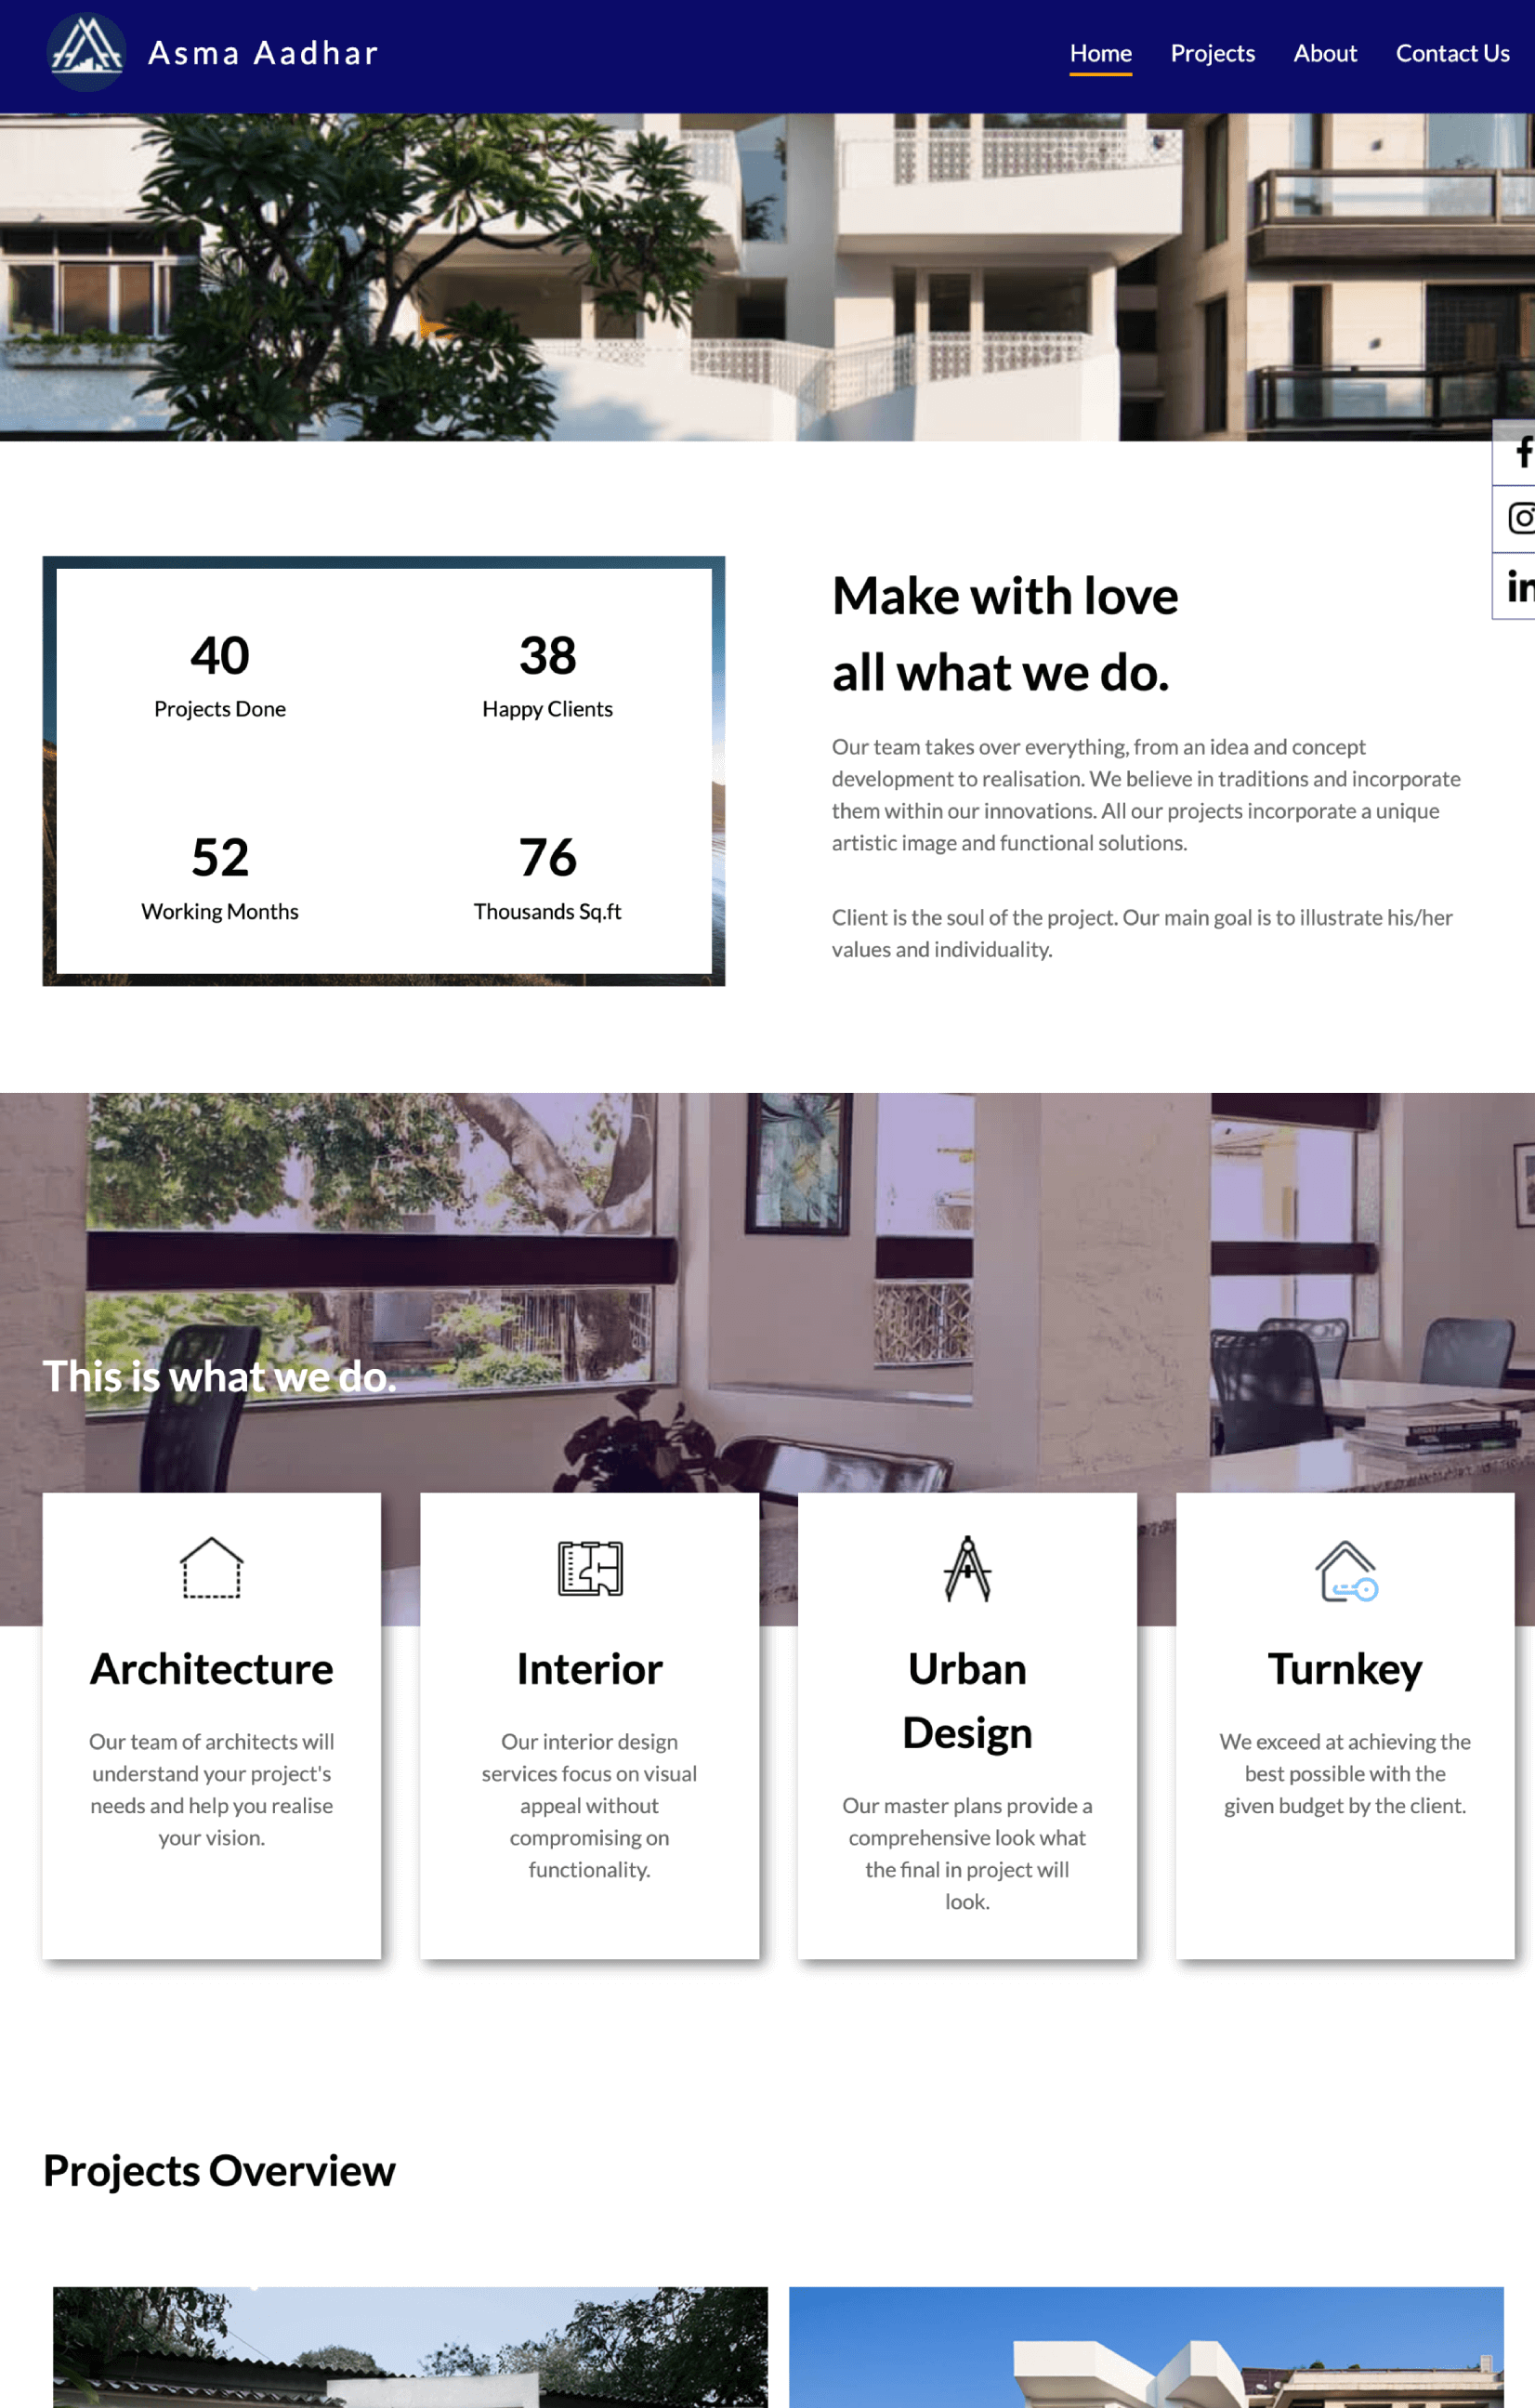 Asma Aadhar
Home Projects About Contact Us
40
Projects Done
38
Happy Clients
52
Working Months
76
Thousands Sq.ft
Make with love
all what we do.
Our team takes over everything, from an idea and concept
development to realisation. We believe in traditions and incorporate
them within our innovations. All our projects incorporate a unique
artistic image and functional solutions.
Client is the soul of the project. Our main goal is to illustrate his/her
values and individuality.
This is what we do.
Architecture
Our team of architects will
understand your project's
needs and help you realise
your vision.
Interior
Our interior design
services focus on visual
appeal without
compromising on
functionality.
Urban
Design
Our master plans provide a
comprehensive look what
the final in project will
look.
Turnkey
We exceed at achieving the
best possible with the
given budget by the client.
Projects Overview